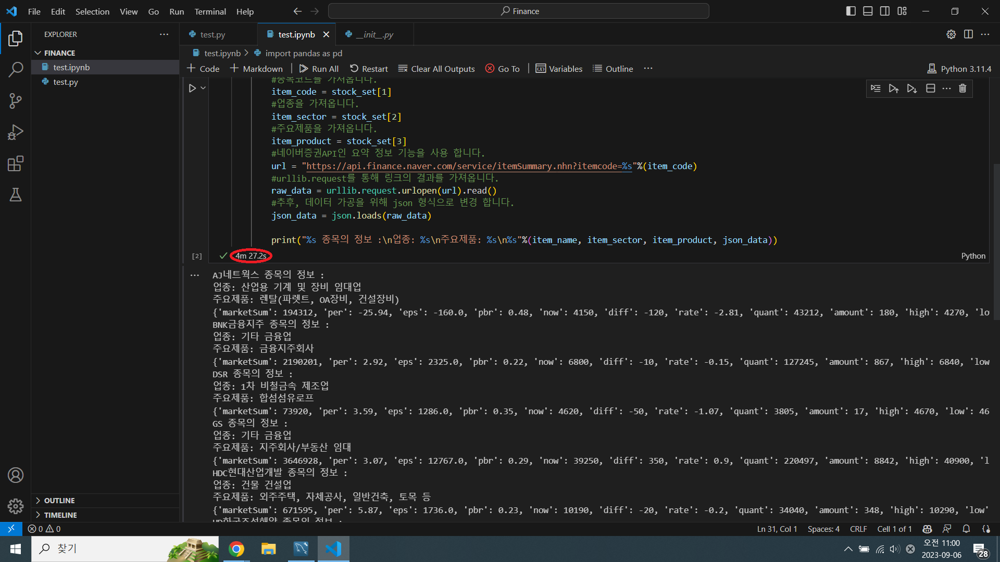 File Edit Selection View Go Run Terminal Help
Finance
EXPLORER
FINANCE
test.ipynb
test.py
test.py
test.ipynb
__init__.py
test.ipynb
import pandas as pd
Code
Markdown
Run All
Restart
Clear All Outputs
Go To
Variables
Outline
Python 3.11.4
#종목코드를 가져옵니다.
item_code = stock_set[1]
#업종을 가져옵니다.
item_sector = stock_set[2]
#주요제품을 가져옵니다.
item_product = stock_set[3]
#네이버증권API인 요약 정보 기능을 사용 합니다.
url = "https://api.finance.naver.com/service/itemSummary.nhn?itemcode=%s"%(item_code)
#urllib.request를 통해 링크의 결과를 가져옵니다.
raw_data = urllib.request.urlopen(url).read()
#추후, 데이터 가공을 위해 json 형식으로 변경 합니다.
json_data = json.loads(raw_data)
print("%s 종목의 정보 :\n업종: %s\n주요제품: %s\n%s"%(item_name, item_sector, item_product, json_data))
[2]
4m 27.2s
Python
AJ네트웍스 종목의 정보 :
업종: 산업용 기계 및 장비 임대업
주요제품: 렌탈(파렛트, OA장비, 건설장비)
{'marketSum': 194312, 'per': -25.94, 'eps': -160.0, 'pbr': 0.48, 'now': 4150, 'diff': -120, 'rate': -2.81, 'quant': 43212, 'amount': 180, 'high': 4270, 'lo
BNK금융지주 종목의 정보 :
업종: 기타 금융업
주요제품: 금융지주회사
{'marketSum': 2190201, 'per': 2.92, 'eps': 2325.0, 'pbr': 0.22, 'now': 6800, 'diff': -10, 'rate': -0.15, 'quant': 127245, 'amount': 867, 'high': 6840, 'low
DSR 종목의 정보 :
업종: 1차 비철금속 제조업
주요제품: 합섬섬유로프
{'marketSum': 73920, 'per': 3.59, 'eps': 1286.0, 'pbr': 0.35, 'now': 4620, 'diff': -50, 'rate': -1.07, 'quant': 3805, 'amount': 17, 'high': 4670, 'low': 46
GS 종목의 정보 :
업종: 기타 금융업
주요제품: 지주회사/부동산 임대
{'marketSum': 3646928, 'per': 3.07, 'eps': 12767.0, 'pbr': 0.29, 'now': 39250, 'diff': 350, 'rate': 0.9, 'quant': 220497, 'amount': 8842, 'high': 40900, 'l
HDC현대산업개발 종목의 정보 :
업종: 건물 건설업
주요제품: 외주주택, 자체공사, 일반건축, 토목 등
{'marketSum': 671595, 'per': 5.87, 'eps': 1736.0, 'pbr': 0.23, 'now': 10190, 'diff': -20, 'rate': -0.2, 'quant': 34040, 'amount': 348, 'high': 10290, 'low'
HD한국조선해양 종목의 정보 :
OUTLINE
TIMELINE
0 0
Ln 31, Col 1
Spaces: 4
CRLF
Cell 1 of 1
찾기
오전 11:00
2023-09-06
28